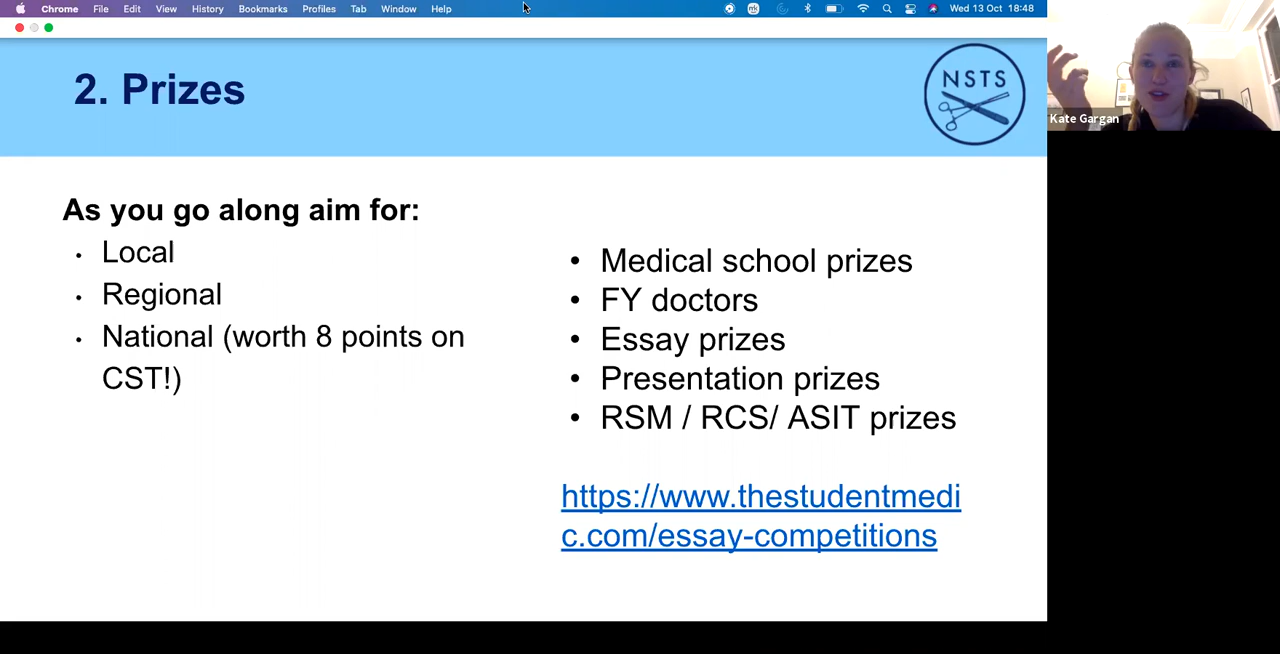 Chrome File Edit View History Bookmarks Profiles Tab Window Help Wed 13 Oct 18:48
2. Prizes
NSTS
Kate Gargan
As you go along aim for:
• Local
• Regional
• National (worth 8 points on
CST!)
• Medical school prizes
• FY doctors
• Essay prizes
• Presentation prizes
• RSM / RCS/ ASIT prizes
https://www.thestudentmedi
c.com/essay-competitions